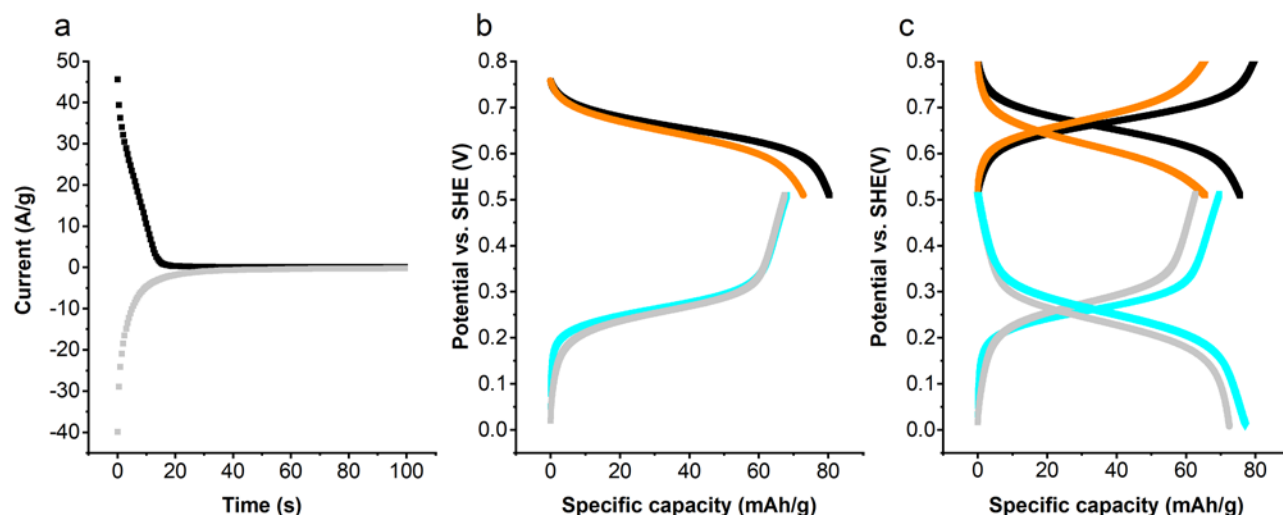 a
50
40
30
20
10
0
-10
-20
-30
-40
0 20 40 60 80 100
Current (A/g)
Time (s)
b
0.8
0.7
0.6
0.5
0.4
0.3
0.2
0.1
0.0
0 20 40 60 80
Potential vs. SHE (V)
Specific capacity (mAh/g)
c
0.8
0.7
0.6
0.5
0.4
0.3
0.2
0.1
0.0
0 20 40 60 80
Potential vs. SHE(V)
Specific capacity (mAh/g)